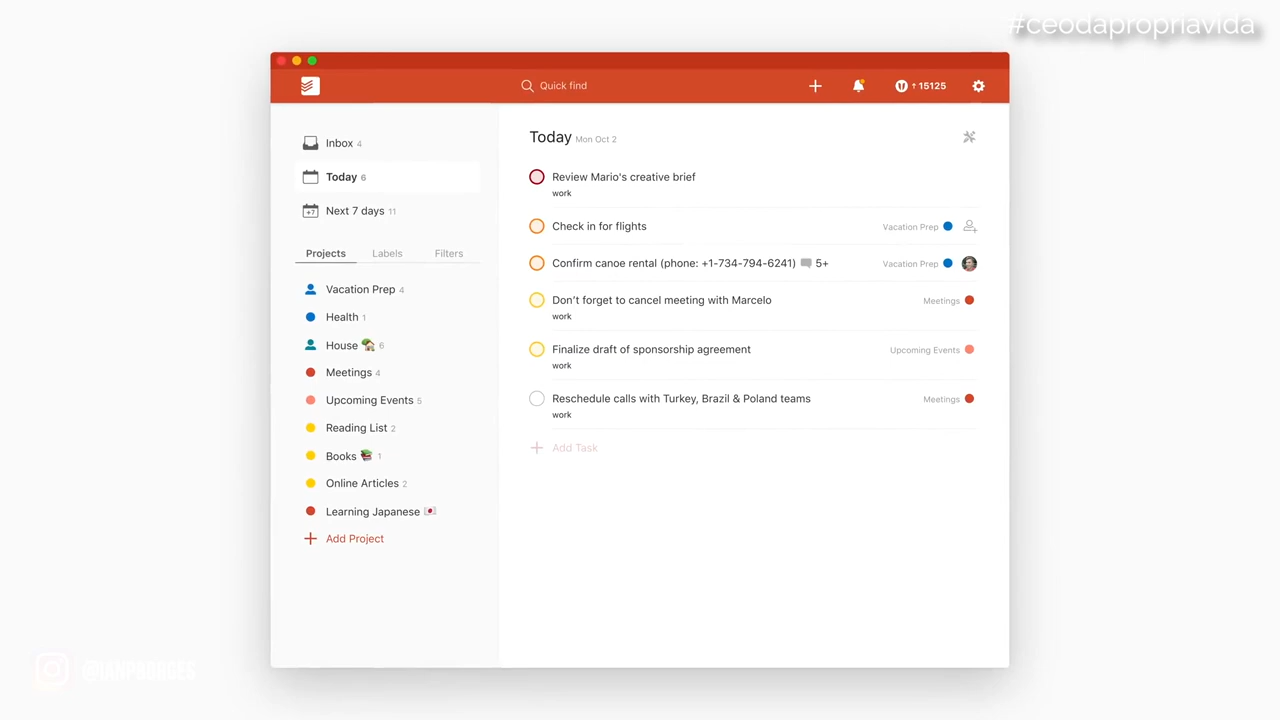 #ceodapropriavida
Quick find
↑ 15125
Inbox 4
Today 6
+7
Next 7 days 11
Projects Labels Filters
Vacation Prep 4
Health 1
House 6
Meetings 4
Upcoming Events 5
Reading List 2
Books 1
Online Articles 2
Learning Japanese
Add Project
Today Mon Oct 2
Review Mario's creative brief
work
Check in for flights Vacation Prep
Confirm canoe rental (phone: +1-734-794-6241) 5+ Vacation Prep
Don’t forget to cancel meeting with Marcelo Meetings
work
Finalize draft of sponsorship agreement Upcoming Events
work
Reschedule calls with Turkey, Brazil & Poland teams Meetings
work
Add Task